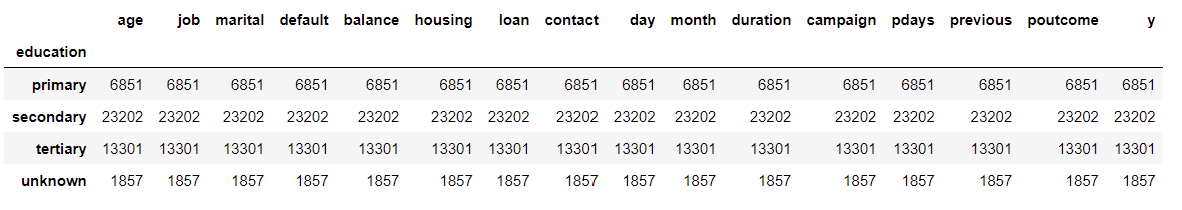 age job marital default balance housing loan contact day month duration campaign pdays previous poutcome y
education
primary 6851 6851 6851 6851 6851 6851 6851 6851 6851 6851 6851 6851 6851 6851 6851 6851
secondary 23202 23202 23202 23202 23202 23202 23202 23202 23202 23202 23202 23202 23202 23202 23202 23202
tertiary 13301 13301 13301 13301 13301 13301 13301 13301 13301 13301 13301 13301 13301 13301 13301 13301
unknown 1857 1857 1857 1857 1857 1857 1857 1857 1857 1857 1857 1857 1857 1857 1857 1857